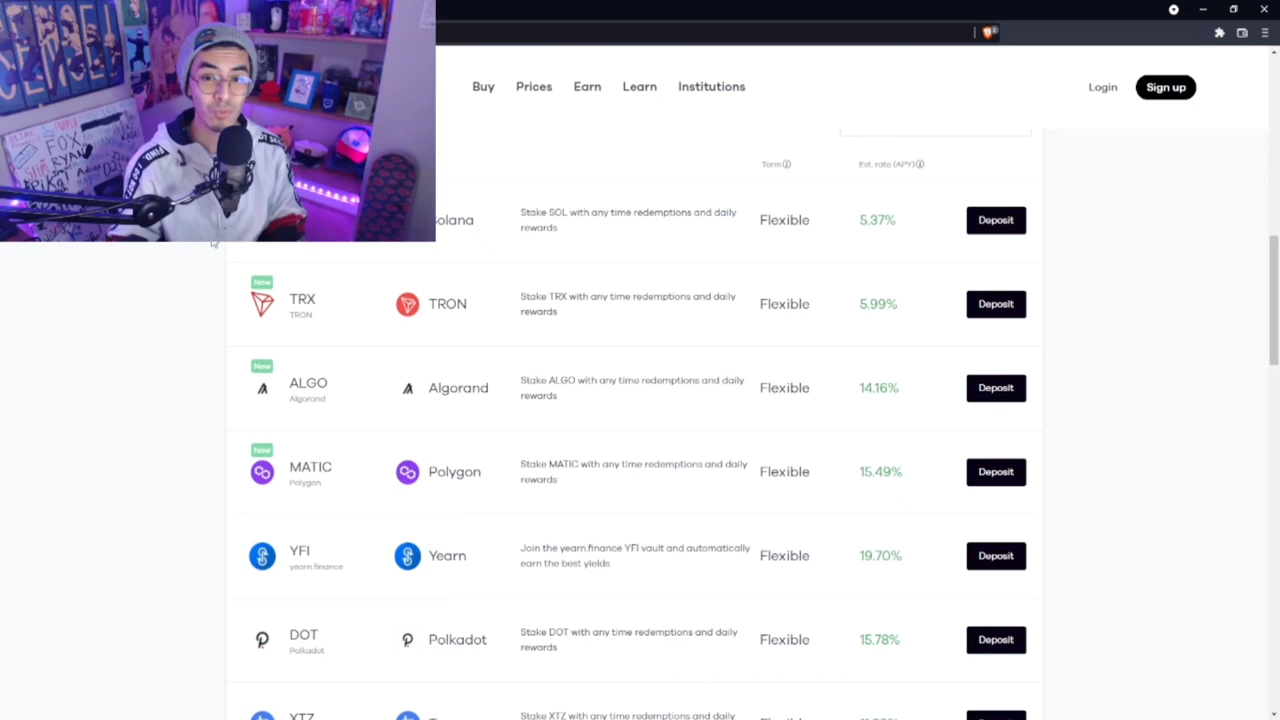 Buy Prices Earn Learn Institutions Login Sign up
Term Est. rate (APY)
Solana Stake SOL with any time redemptions and daily rewards Flexible 5.37% Deposit
New
TRX TRON Stake TRX with any time redemptions and daily rewards Flexible 5.99% Deposit
TRON
New
ALGO Algorand Stake ALGO with any time redemptions and daily rewards Flexible 14.16% Deposit
Algorand
New
MATIC Polygon Stake MATIC with any time redemptions and daily rewards Flexible 15.49% Deposit
Polygon
YFI Yearn Join the yearn.finance YFI vault and automatically earn the best yields Flexible 19.70% Deposit
yearn.finance
DOT Polkadot Stake DOT with any time redemptions and daily rewards Flexible 15.78% Deposit
Polkadot
XTZ Stake XTZ with any time redemptions and daily
FOX
RYAN